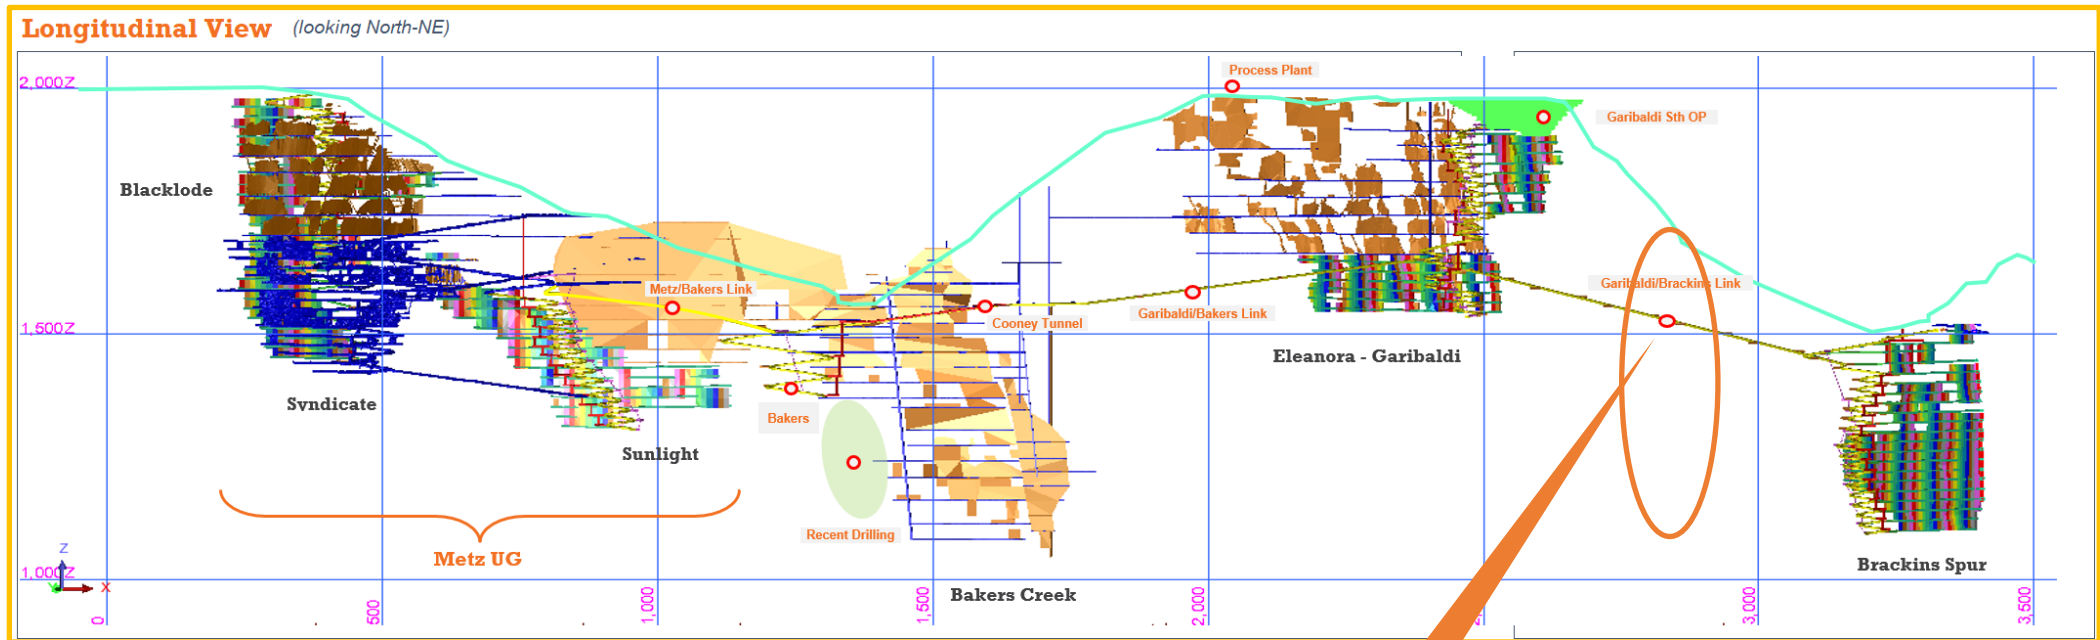 Longitudinal View (looking North-NE)
2,000Z
Process Plant
Garibaldi Sth OP
Blacklode
Metz/Bakers Link
Garibaldi/Brackins Link
Garibaldi/Bakers Link
Cooney Tunnel
1,500Z
Eleanora - Garibaldi
Syndicate
Bakers
Sunlight
Recent Drilling
Metz UG
Brackins Spur
Bakers Creek
1,000Z
Z
Y
X
0
500
1,000
1,500
2,000
3,000
3,500